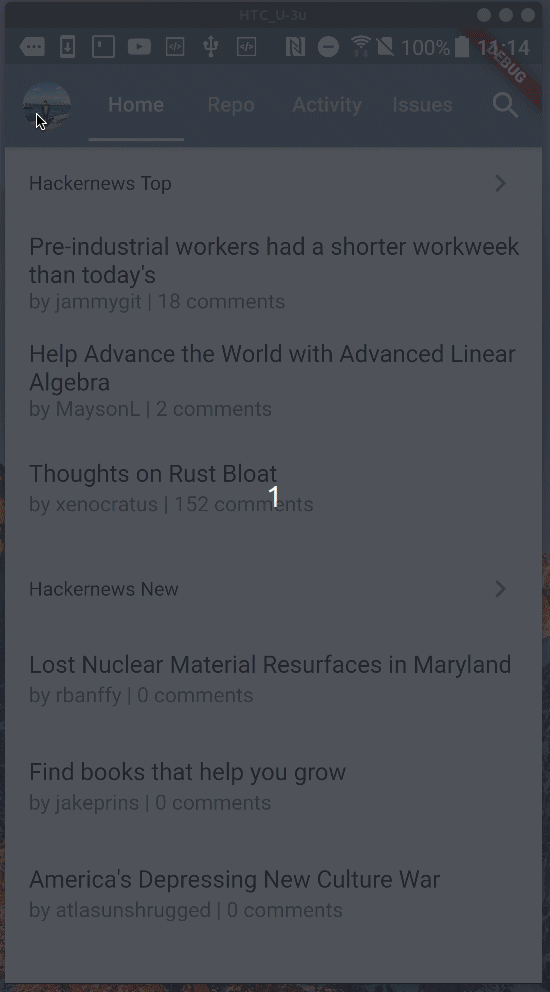 HTC_U-3u
100% 11:14
DEBUG
Home Repo Activity Issues
Hackernews Top
Pre-industrial workers had a shorter workweek
than today's
by jammygit | 18 comments
Help Advance the World with Advanced Linear
Algebra
by MaysonL | 2 comments
Thoughts on Rust Bloat
1
by xenocratus | 152 comments
Hackernews New
Lost Nuclear Material Resurfaces in Maryland
by rbanffy | 0 comments
Find books that help you grow
by jakeprins | 0 comments
America's Depressing New Culture War
by atlasunshrugged | 0 comments